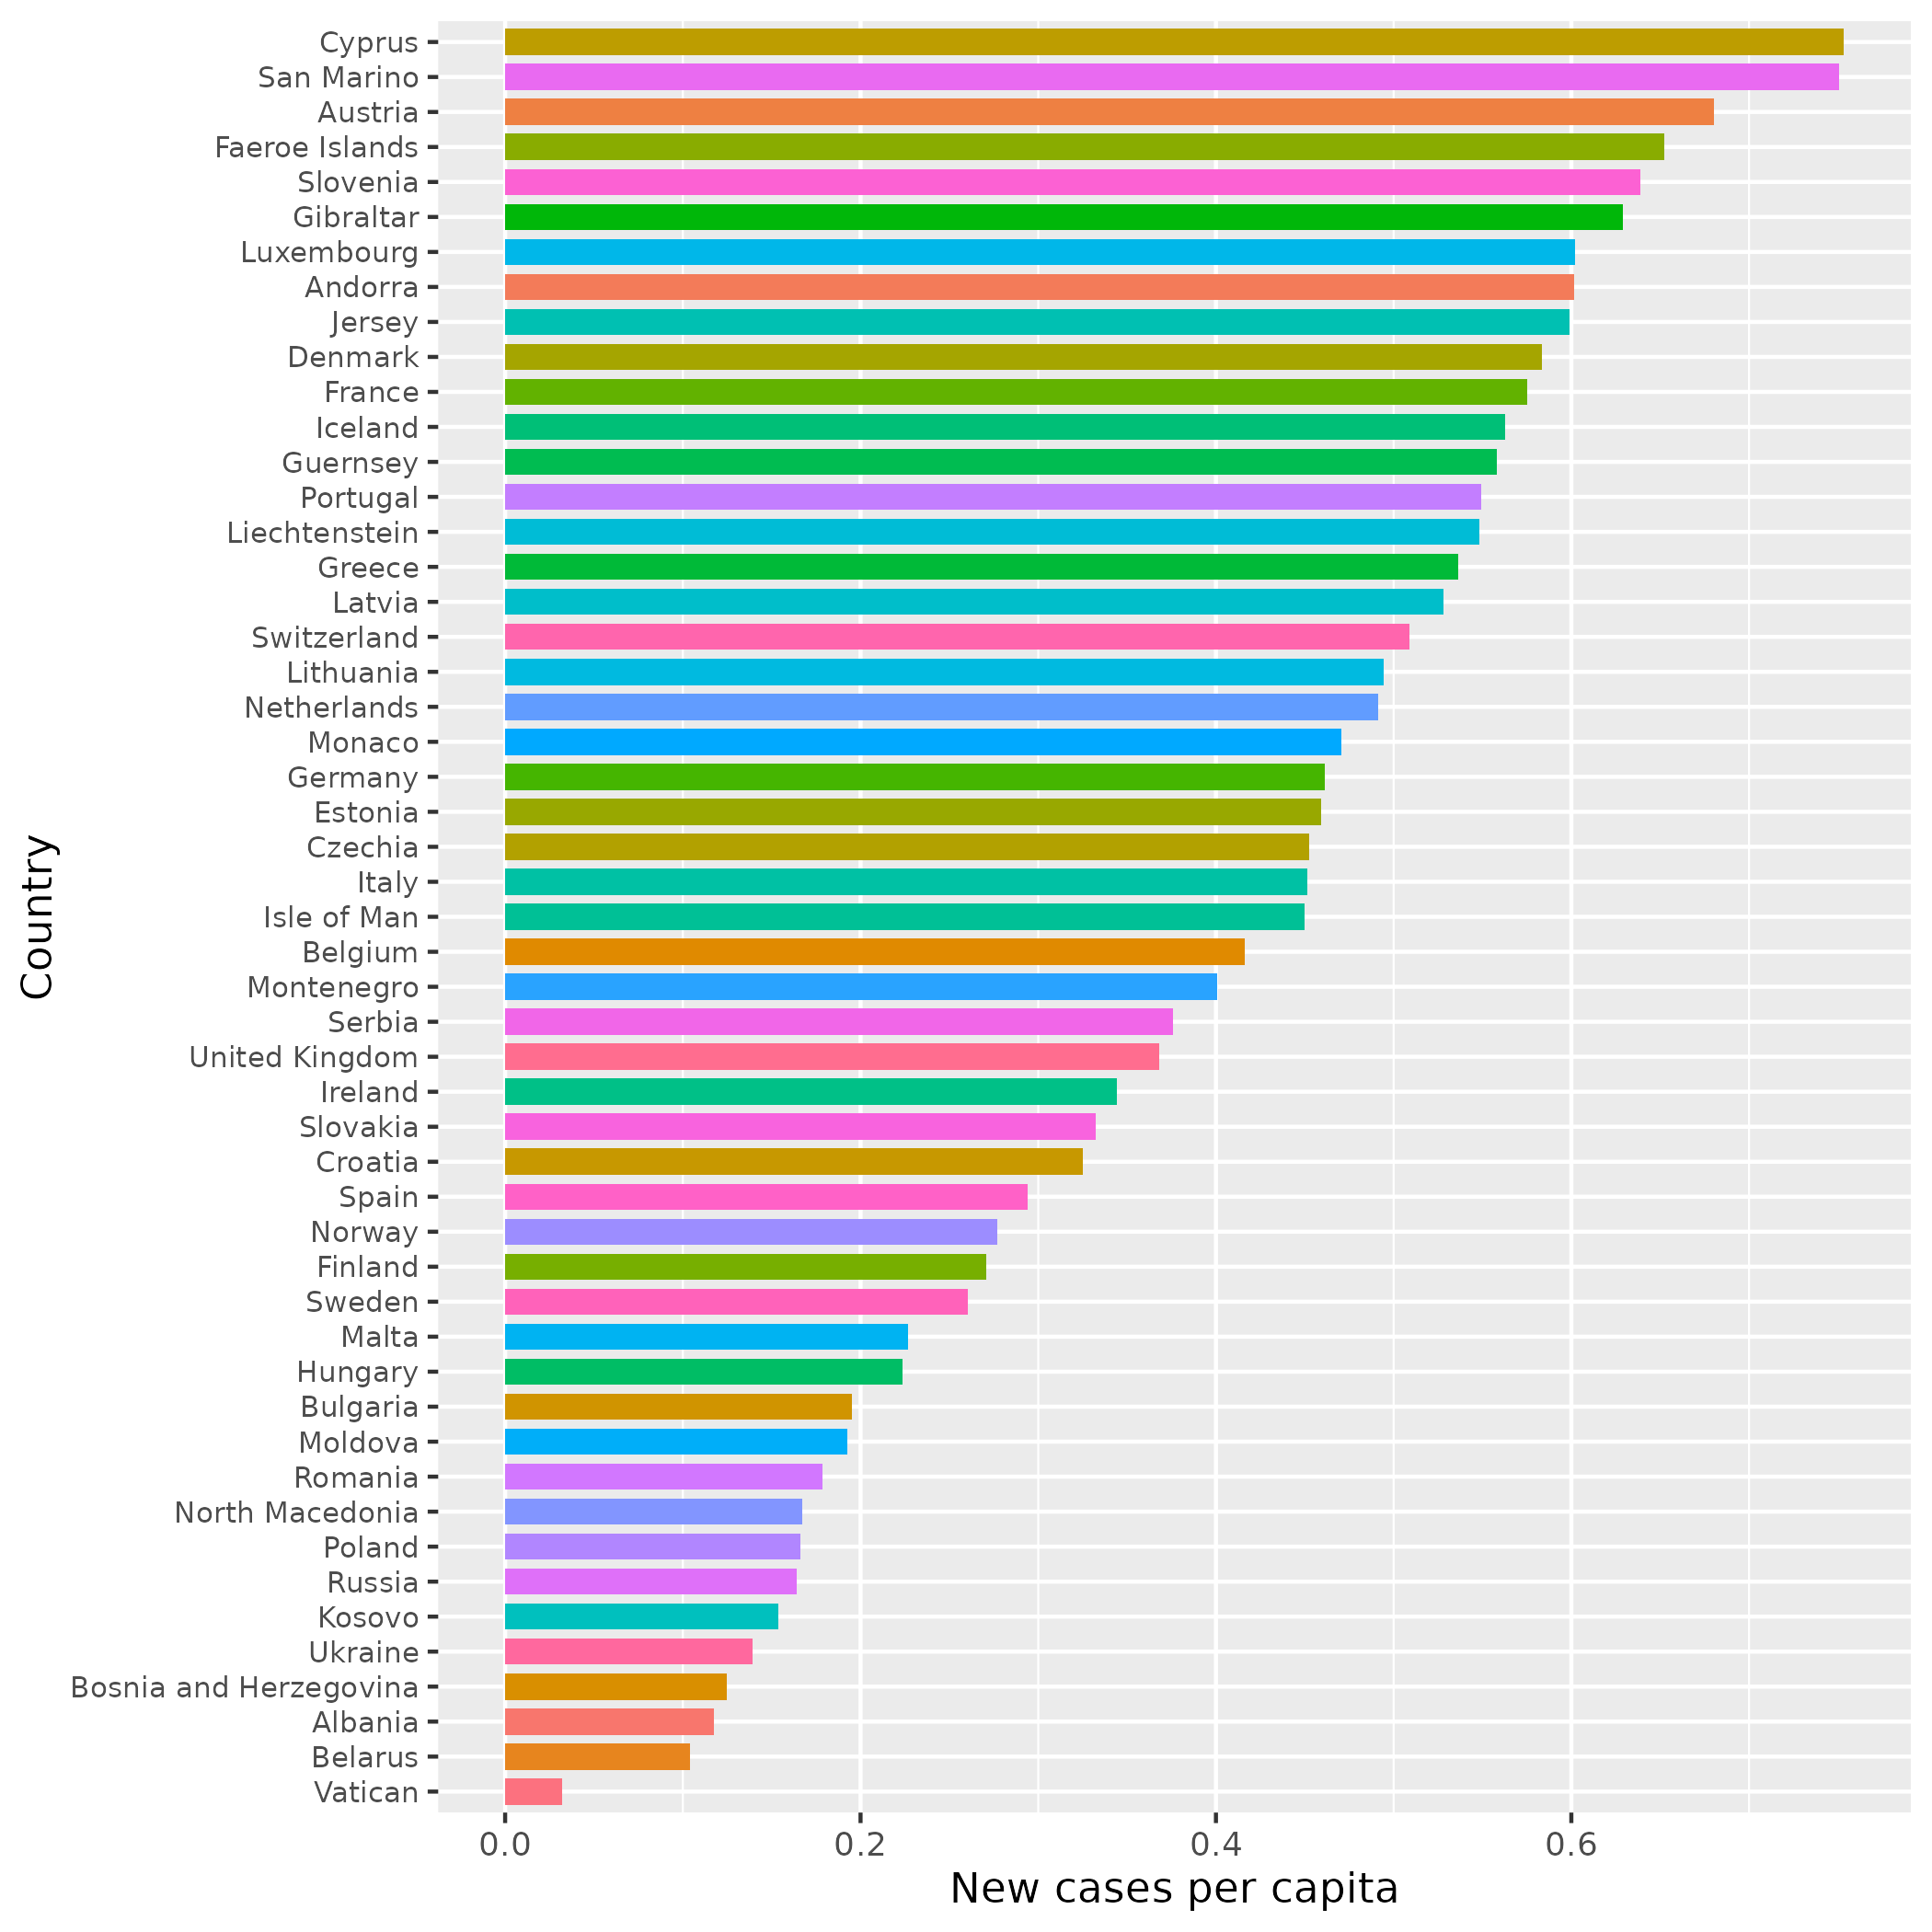 Cyprus
San Marino
Austria
Faeroe Islands
Slovenia
Gibraltar
Luxembourg
Andorra
Jersey
Denmark
France
Iceland
Guernsey
Portugal
Liechtenstein
Greece
Latvia
Switzerland
Lithuania
Netherlands
Monaco
Germany
Estonia
Czechia
Italy
Isle of Man
Belgium
Montenegro
Serbia
United Kingdom
Ireland
Slovakia
Croatia
Spain
Norway
Finland
Sweden
Malta
Hungary
Bulgaria
Moldova
Romania
North Macedonia
Poland
Russia
Kosovo
Ukraine
Bosnia and Herzegovina
Albania
Belarus
Vatican
Country
0.0 0.2 0.4 0.6
New cases per capita